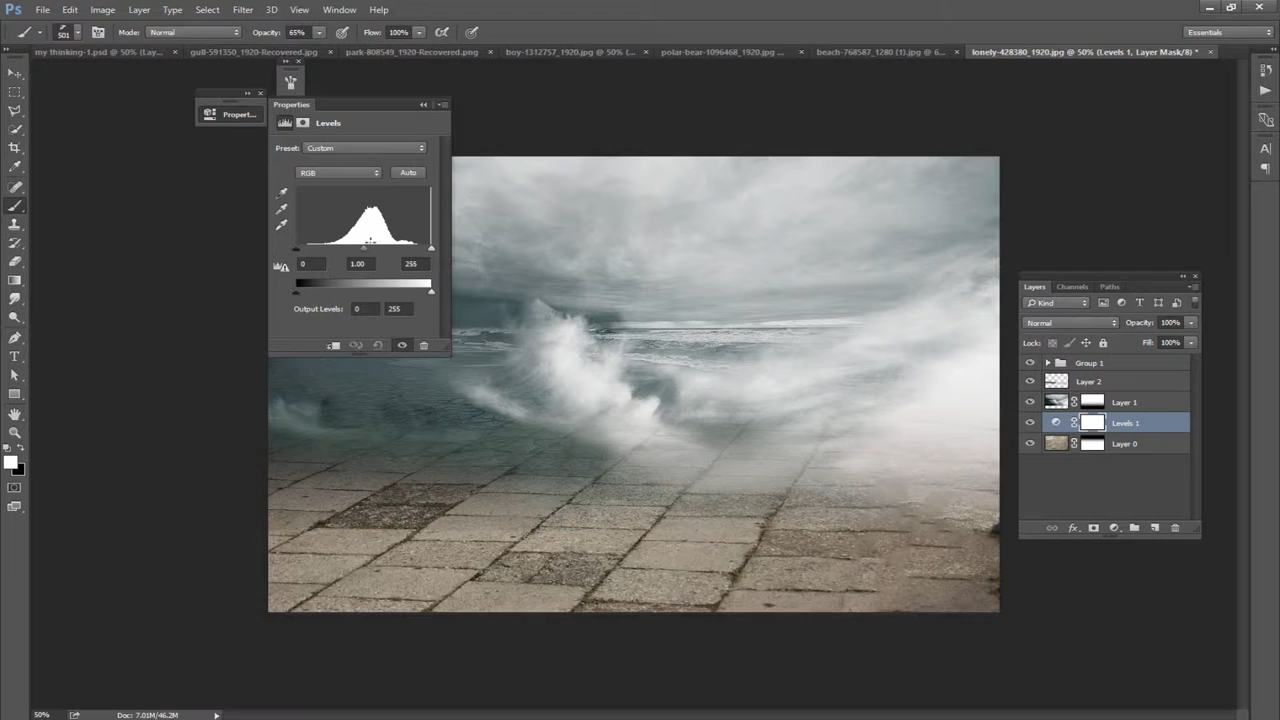 Ps File Edit Image Layer Type Select Filter 3D View Window Help
501 Mode: Normal Opacity: 65% Flow: 100% Essentials
my thinking-1.psd @ 50% (Lay... × gull-591350_1920-Recovered.jpg × park-808549_1920-Recovered.png × boy-1312757_1920.jpg @ 50% (... × polar-bear-1096468_1920.jpg ... × beach-768587_1280 (1).jpg @ 6... × lonely-428380_1920.jpg @ 50% (Levels 1, Layer Mask/8) * ×
Propert...
Properties
Levels
Preset: Custom
RGB Auto
0 1.00 255
Output Levels: 0 255
Layers Channels Paths
Kind
Normal Opacity: 100%
Lock: Fill: 100%
Group 1
Layer 2
Layer 1
Levels 1
Layer 0
50% Doc: 7.01M/46.2M